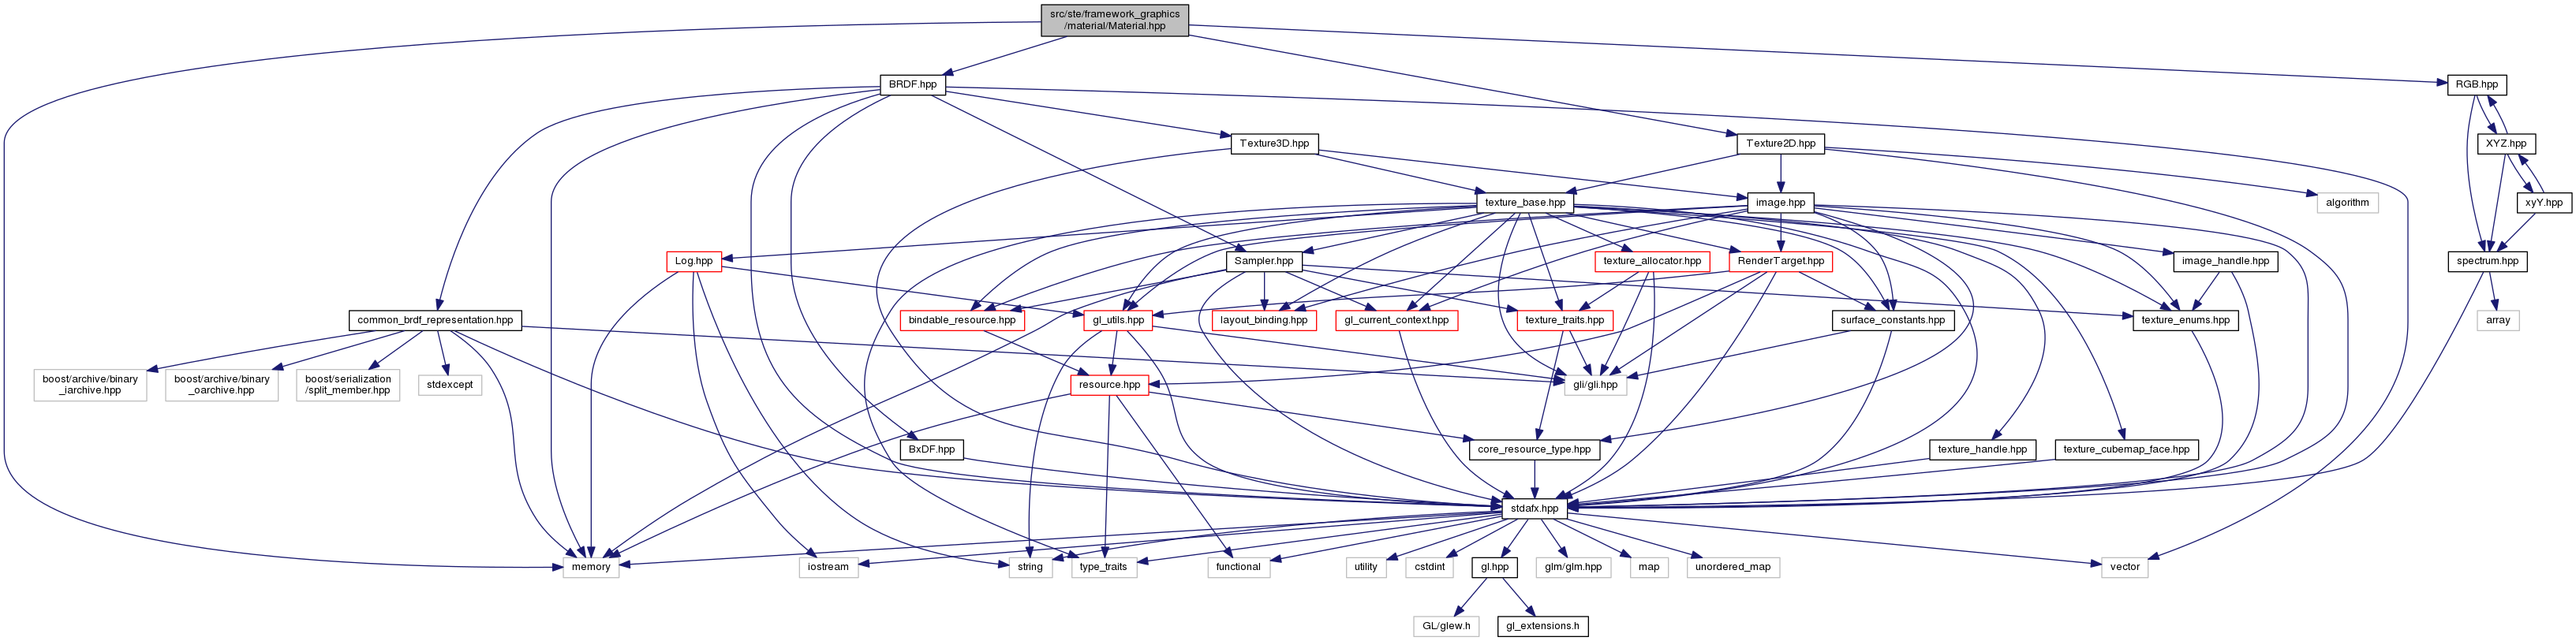 src/ste/framework_graphics
/material/Material.hpp
BRDF.hpp
RGB.hpp
Texture3D.hpp
Texture2D.hpp
XYZ.hpp
texture_base.hpp
image.hpp
algorithm
xyY.hpp
Log.hpp
Sampler.hpp
texture_allocator.hpp
RenderTarget.hpp
image_handle.hpp
spectrum.hpp
common_brdf_representation.hpp
bindable_resource.hpp
gl_utils.hpp
layout_binding.hpp
gl_current_context.hpp
texture_traits.hpp
surface_constants.hpp
texture_enums.hpp
array
boost/archive/binary
_iarchive.hpp
boost/archive/binary
_oarchive.hpp
boost/serialization
/split_member.hpp
stdexcept
resource.hpp
gli/gli.hpp
BxDF.hpp
core_resource_type.hpp
texture_handle.hpp
texture_cubemap_face.hpp
stdafx.hpp
memory
iostream
string
type_traits
functional
utility
cstdint
gl.hpp
glm/glm.hpp
map
unordered_map
vector
GL/glew.h
gl_extensions.h